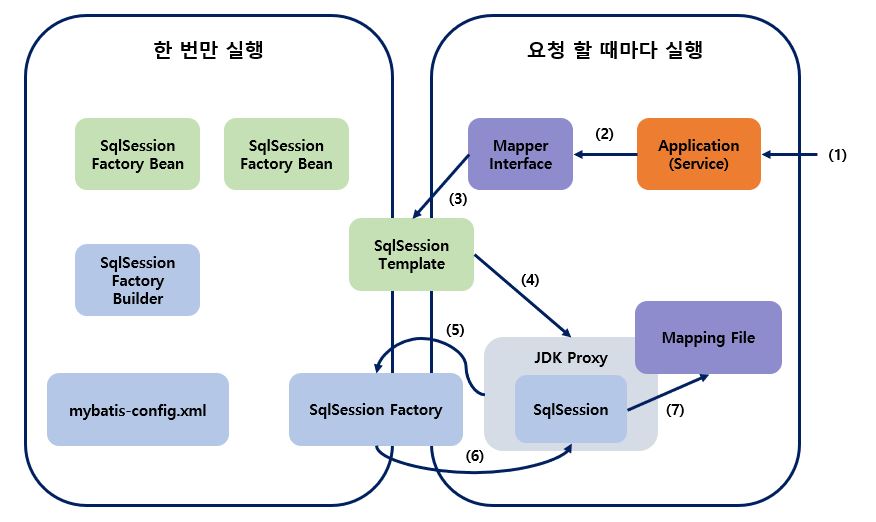 한 번만 실행
요청 할 때마다 실행
SqlSession
Factory Bean
SqlSession
Factory Bean
Mapper
Interface
(2)
Application
(Service)
(1)
(3)
SqlSession
Template
SqlSession
Factory
Builder
(4)
(5)
Mapping File
JDK Proxy
mybatis-config.xml
SqlSession Factory
SqlSession
(7)
(6)